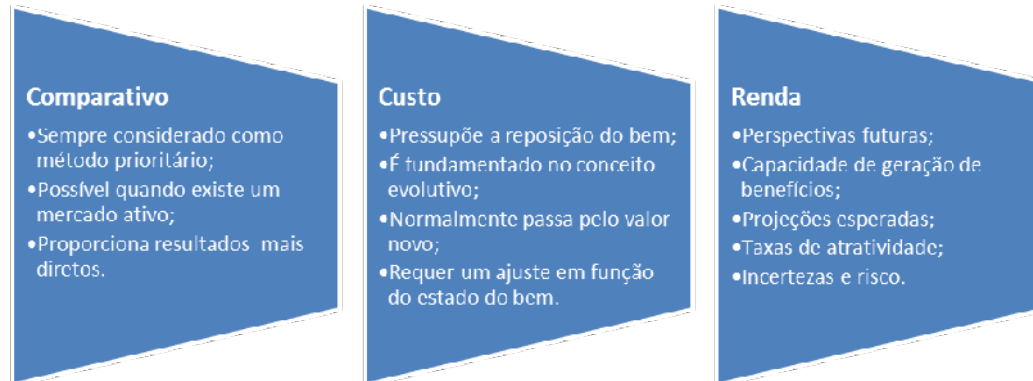 Comparativo
•Sempre considerado como
método prioritário;
•Possível quando existe um
mercado ativo;
•Proporciona resultados mais
diretos.
Custo
•Pressupõe a reposição do bem;
•É fundamentado no conceito
evolutivo;
•Normalmente passa pelo valor
novo;
•Requer um ajuste em função
do estado do bem.
Renda
•Perspectivas futuras;
•Capacidade de geração de
benefícios;
•Projeções esperadas;
•Taxas de atratividade;
•Incertezas e risco.